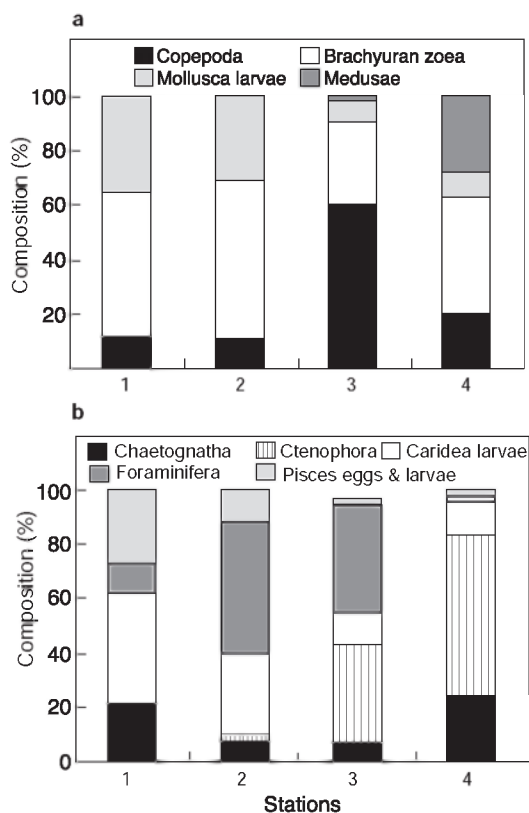 a
Copepoda Brachyuran zoea
Mollusca larvae Medusae
100
80
60
40
20
Composition (%)
1 2 3 4
b
Chaetognatha Ctenophora Caridea larvae
Foraminifera Pisces eggs & larvae
100
80
60
40
20
0
Composition (%)
1 2 3 4
Stations